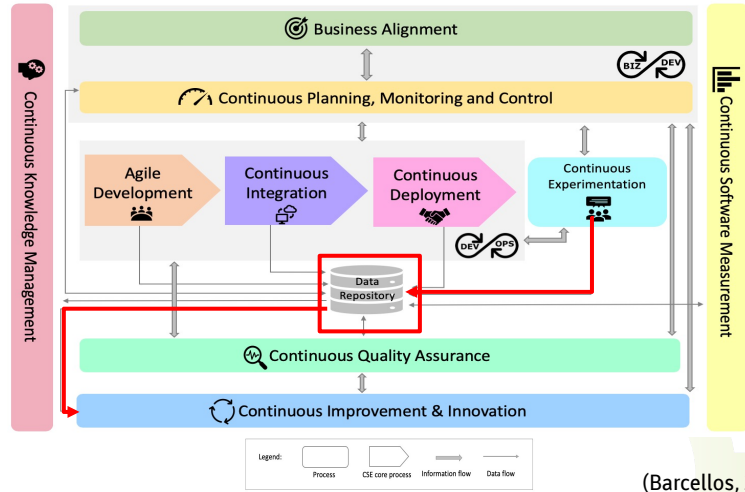 Business Alignment
BIZ
DEV
Continuous Planning, Monitoring and Control
Continuous Knowledge Management
Continuous Software Measurement
Agile
Development
Continuous
Integration
Continuous
Deployment
Continuous
Experimentation
DEV
OPS
Data
Repository
Continuous Quality Assurance
Continuous Improvement & Innovation
Legend:
Process
CSE core process
Information flow
Data flow
(Barcellos,